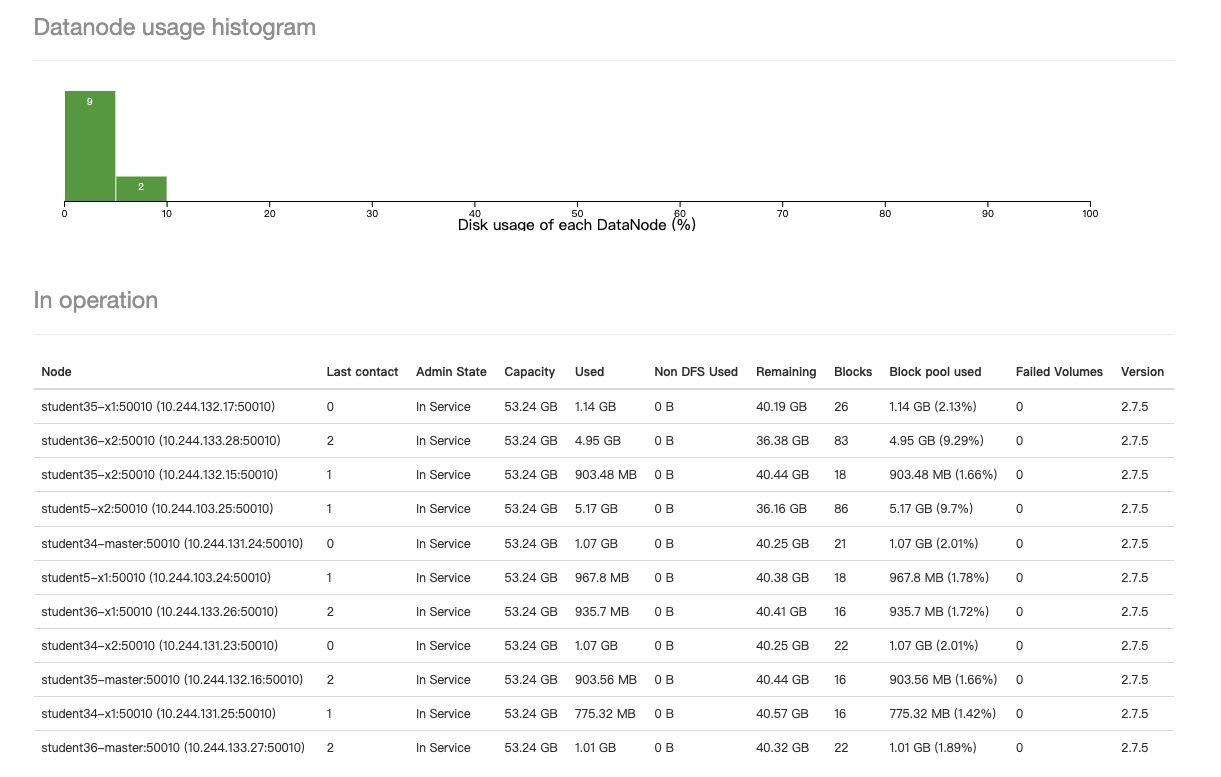 Datanode usage histogram
9
2
0 10 20 30 40 50 60 70 80 90 100
Disk usage of each DataNode (%)
In operation
Node Last contact Admin State Capacity Used Non DFS Used Remaining Blocks Block pool used Failed Volumes Version
student35-x1:50010 (10.244.132.17:50010) 0 In Service 53.24 GB 1.14 GB 0 B 40.19 GB 26 1.14 GB (2.13%) 0 2.7.5
student36-x2:50010 (10.244.133.28:50010) 2 In Service 53.24 GB 4.95 GB 0 B 36.38 GB 83 4.95 GB (9.29%) 0 2.7.5
student35-x2:50010 (10.244.132.15:50010) 1 In Service 53.24 GB 903.48 MB 0 B 40.44 GB 18 903.48 MB (1.66%) 0 2.7.5
student5-x2:50010 (10.244.103.25:50010) 1 In Service 53.24 GB 5.17 GB 0 B 36.16 GB 86 5.17 GB (9.7%) 0 2.7.5
student34-master:50010 (10.244.131.24:50010) 0 In Service 53.24 GB 1.07 GB 0 B 40.25 GB 21 1.07 GB (2.01%) 0 2.7.5
student5-x1:50010 (10.244.103.24:50010) 1 In Service 53.24 GB 967.8 MB 0 B 40.38 GB 18 967.8 MB (1.78%) 0 2.7.5
student36-x1:50010 (10.244.133.26:50010) 2 In Service 53.24 GB 935.7 MB 0 B 40.41 GB 16 935.7 MB (1.72%) 0 2.7.5
student34-x2:50010 (10.244.131.23:50010) 0 In Service 53.24 GB 1.07 GB 0 B 40.25 GB 22 1.07 GB (2.01%) 0 2.7.5
student35-master:50010 (10.244.132.16:50010) 2 In Service 53.24 GB 903.56 MB 0 B 40.44 GB 16 903.56 MB (1.66%) 0 2.7.5
student34-x1:50010 (10.244.131.25:50010) 1 In Service 53.24 GB 775.32 MB 0 B 40.57 GB 16 775.32 MB (1.42%) 0 2.7.5
student36-master:50010 (10.244.133.27:50010) 2 In Service 53.24 GB 1.01 GB 0 B 40.32 GB 22 1.01 GB (1.89%) 0 2.7.5